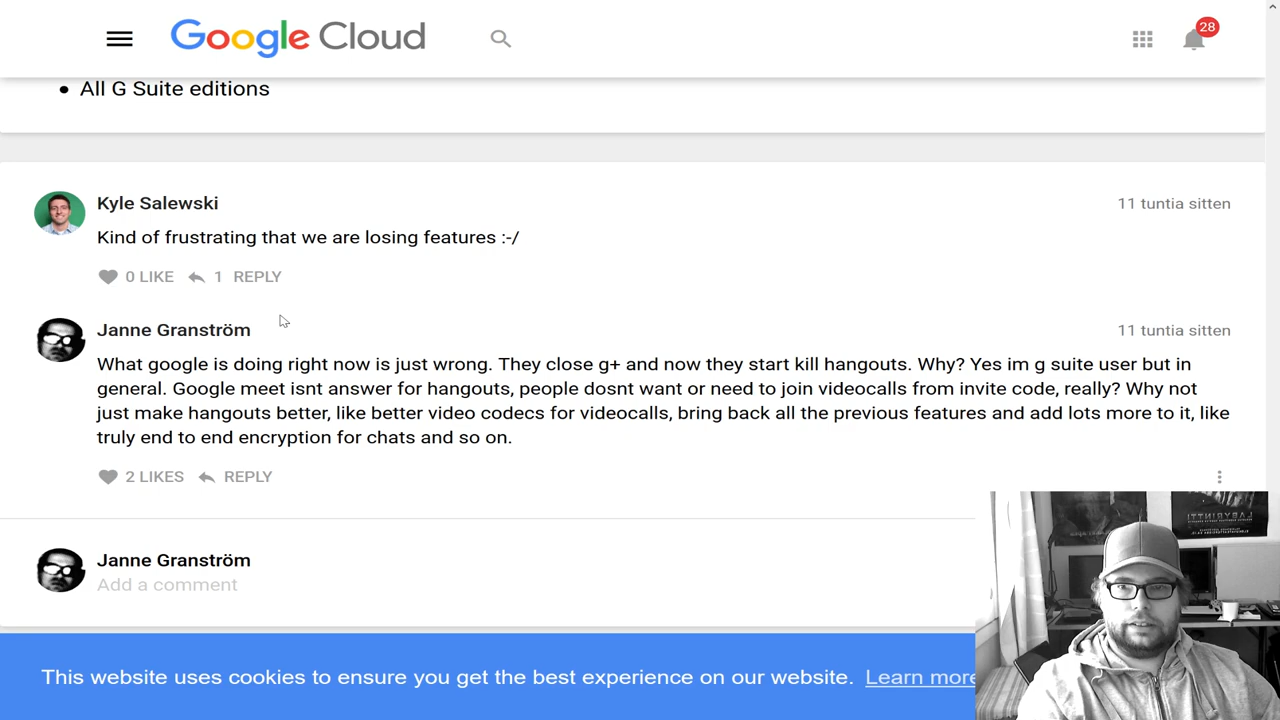 Google Cloud
28
All G Suite editions
Kyle Salewski
11 tuntia sitten
Kind of frustrating that we are losing features :-/
0 LIKE 1 REPLY
Janne Granström
11 tuntia sitten
What google is doing right now is just wrong. They close g+ and now they start kill hangouts. Why? Yes im g suite user but in
general. Google meet isnt answer for hangouts, people dosnt want or need to join videocalls from invite code, really? Why not
just make hangouts better, like better video codecs for videocalls, bring back all the previous features and add lots more to it, like
truly end to end encryption for chats and so on.
2 LIKES REPLY
Janne Granström
Add a comment
This website uses cookies to ensure you get the best experience on our website. Learn more
LABYRINTTI